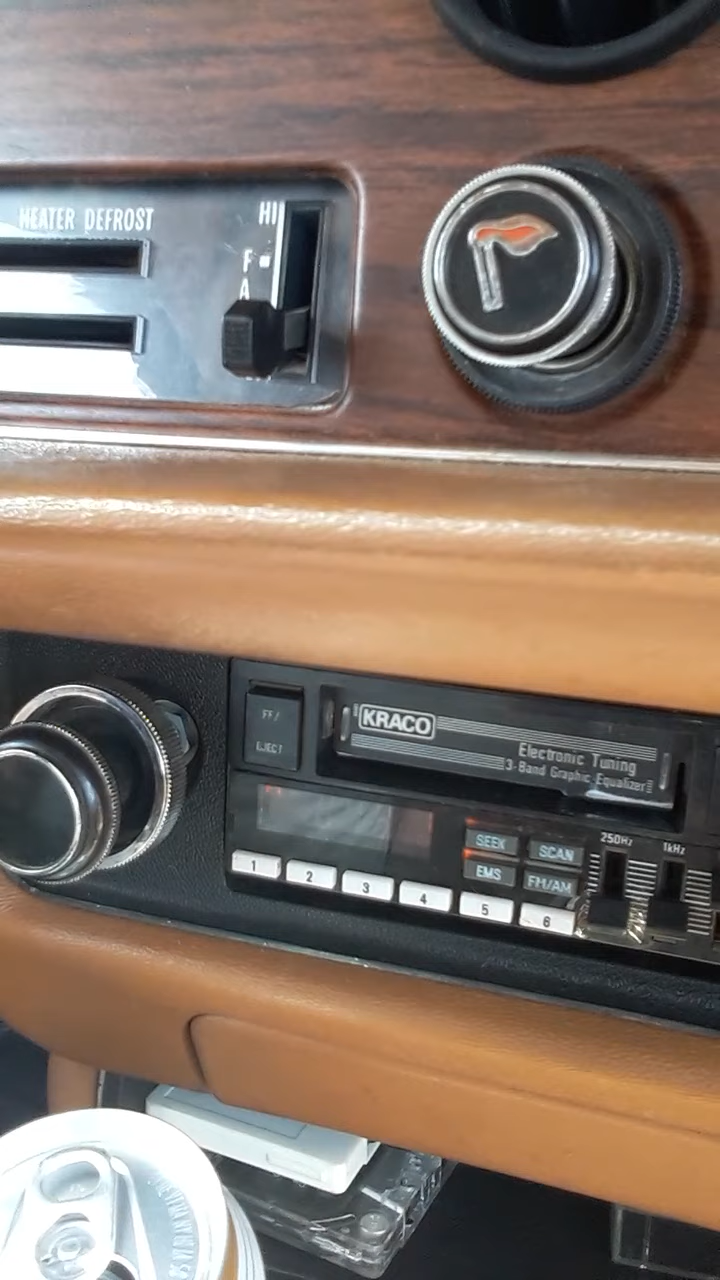 HEATER DEFROST
HI
F
A
FF/
EJECT
KRACO
Electronic Tuning
3-Band Graphic Equalizer
SEEK
SCAN
250Hz
1kHz
EMS
FM/AM
1
2
3
4
5
6